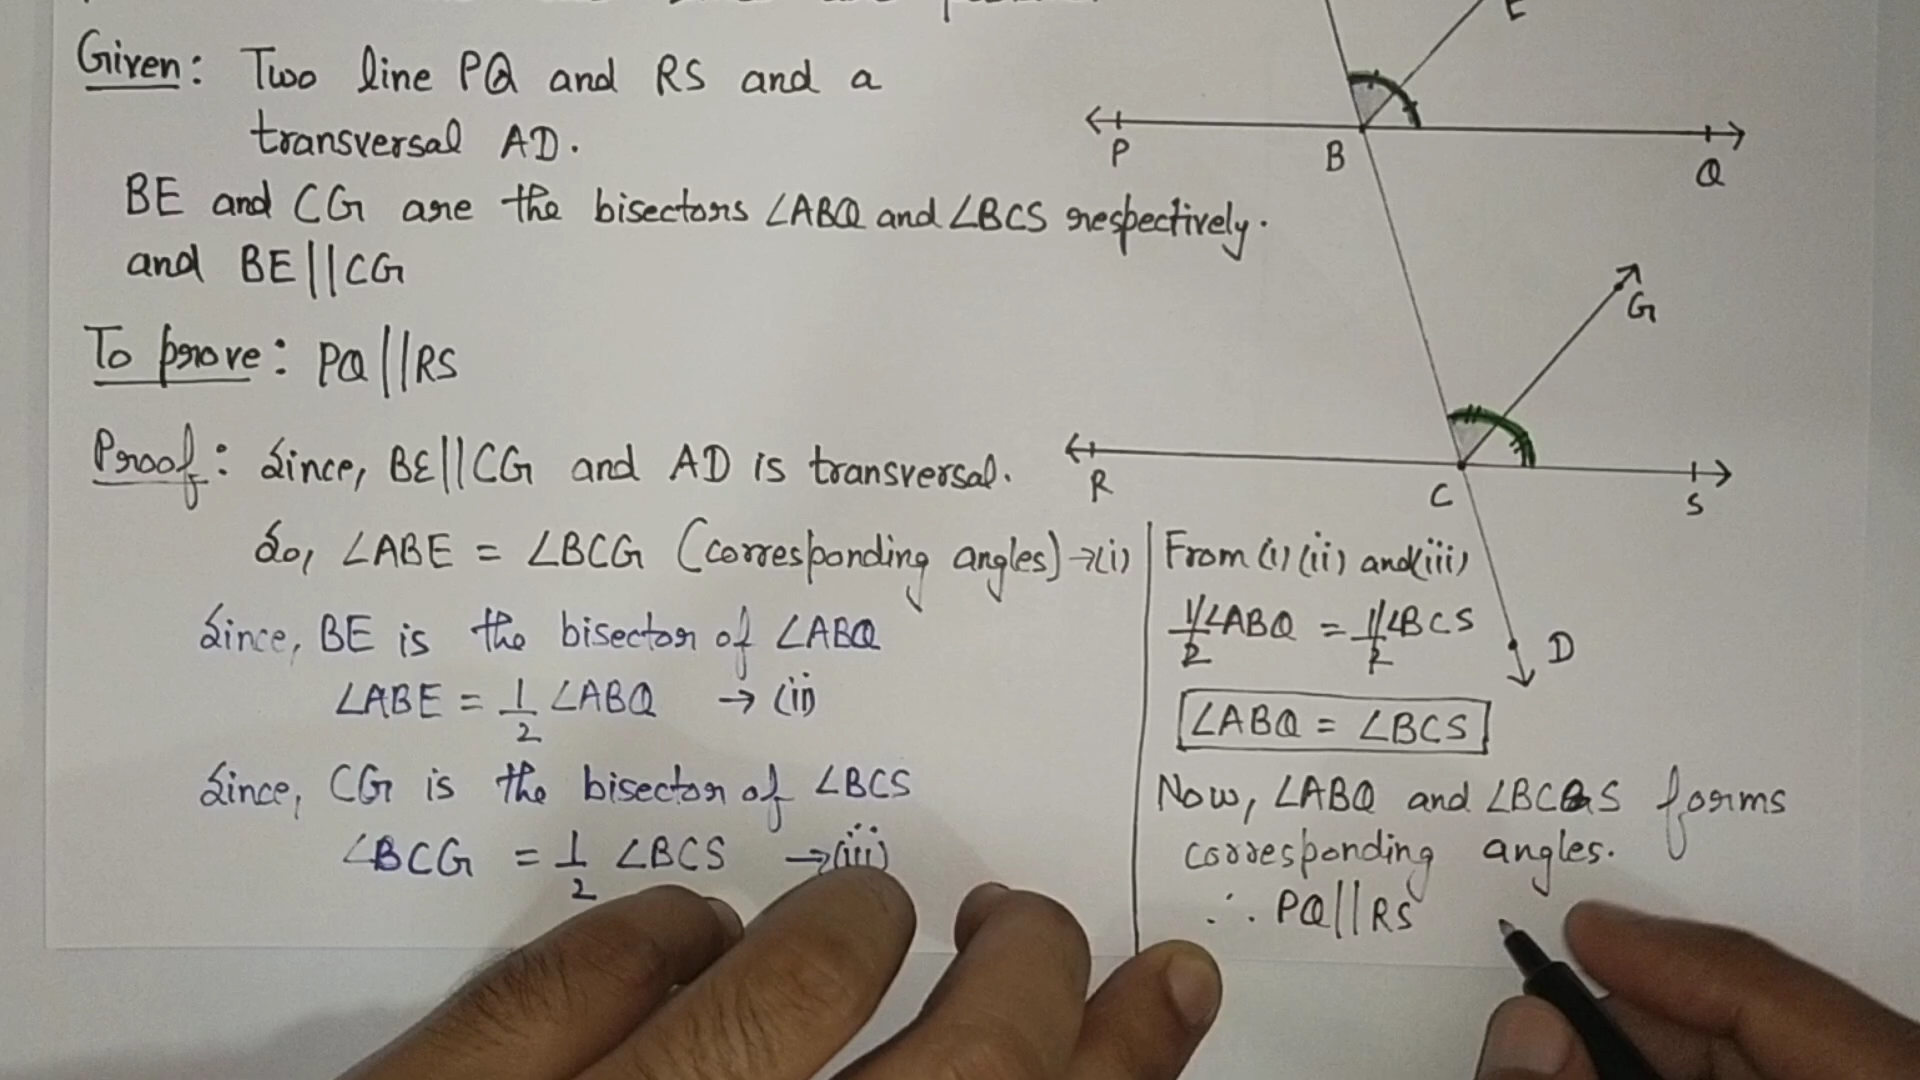 Given: Two line PQ and RS and a
transversal AD.
BE and CG are the bisectors ∠ABQ and ∠BCS respectively.
and BE||CG
To prove: PQ||RS
Proof: Since, BE||CG and AD is transversal.
So, ∠ABE = ∠BCG (corresponding angles) → (i)
Since, BE is the bisector of ∠ABQ
∠ABE = 1/2 ∠ABQ → (ii)
Since, CG is the bisector of ∠BCS
∠BCG = 1/2 ∠BCS → (iii)
From (i) (ii) and (iii)
1/2 ∠ABQ = 1/2 ∠BCS
∠ABQ = ∠BCS
Now, ∠ABQ and ∠BCS forms
corresponding angles.
∴ PQ||RS
E
P
B
Q
G
R
C
S
D